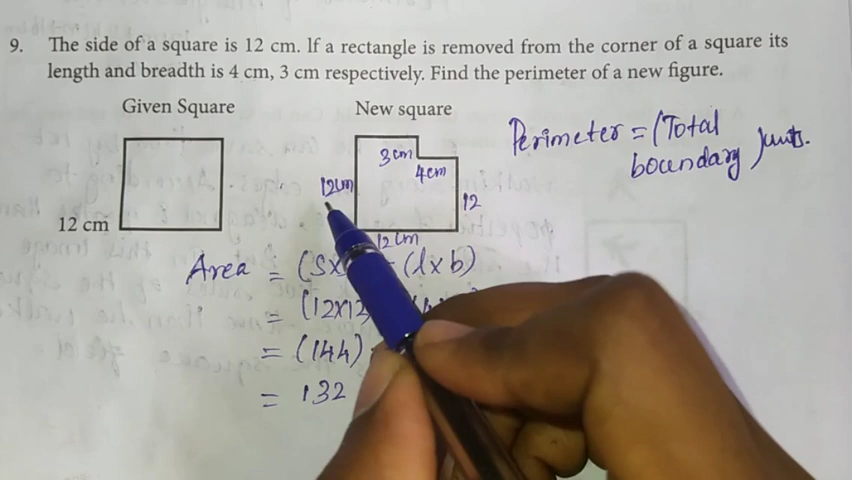 9. The side of a square is 12 cm. If a rectangle is removed from the corner of a square its
length and breadth is 4 cm, 3 cm respectively. Find the perimeter of a new figure.
Given Square
New square
12 cm
3cm
4cm
12cm
12
12cm
Perimeter = (Total
boundary) units.
Area = (S× (l×b)
= (12×12
= (144)
= 132